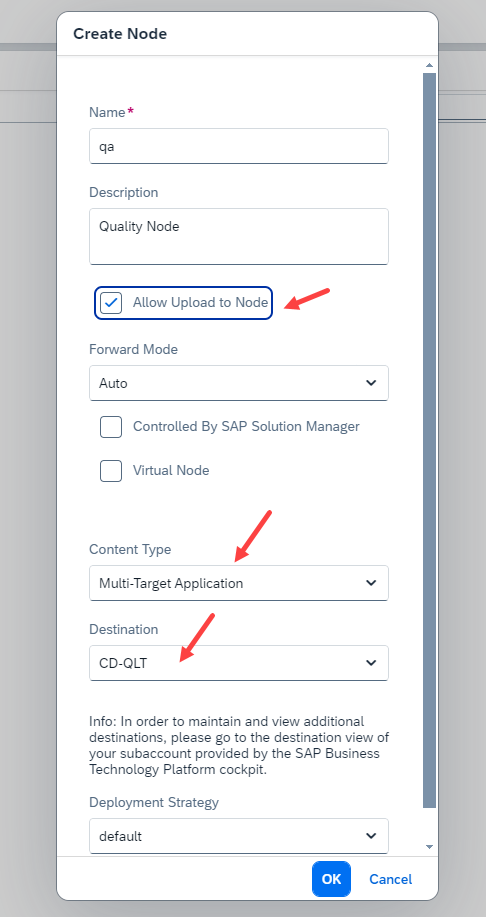 Create Node
Name*
qa
Description
Quality Node
Allow Upload to Node
Forward Mode
Auto
Controlled By SAP Solution Manager
Virtual Node
Content Type
Multi-Target Application
Destination
CD-QLT
Info: In order to maintain and view additional
destinations, please go to the destination view of
your subaccount provided by the SAP Business
Technology Platform cockpit.
Deployment Strategy
default
OK Cancel